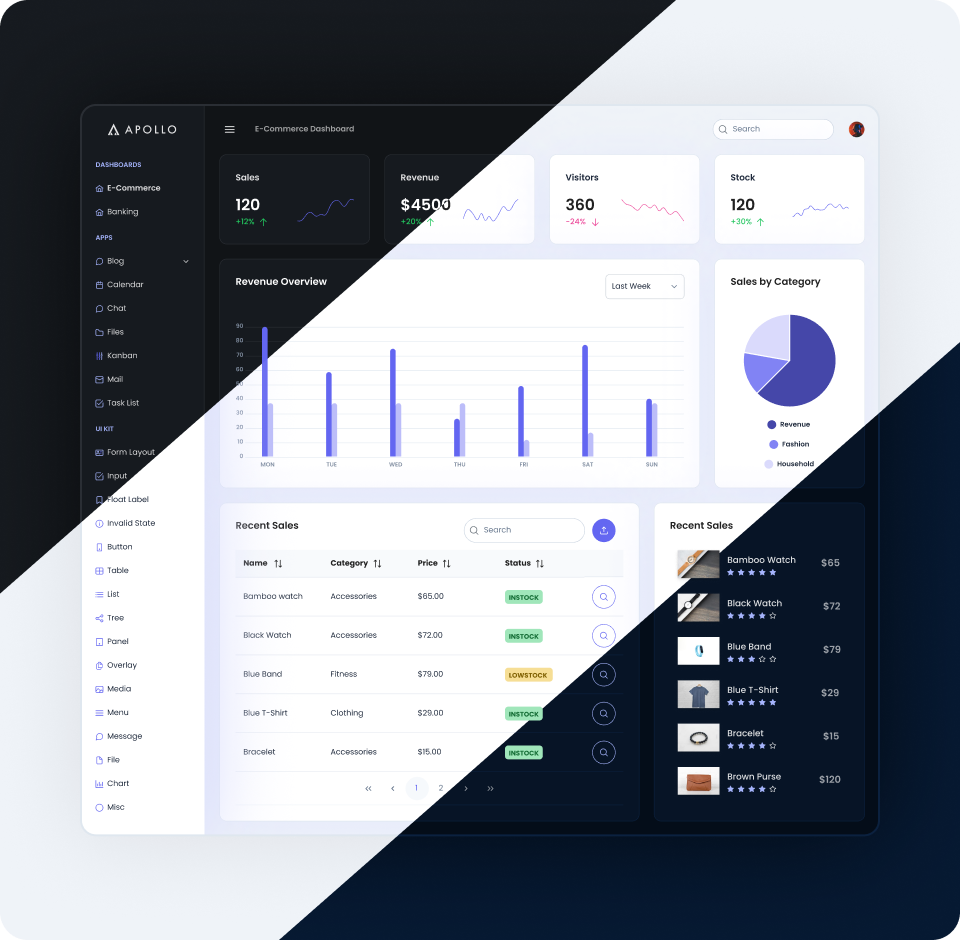 APOLLO
E-Commerce Dashboard
Search
DASHBOARDS
E-Commerce
Banking
APPS
Blog
Calendar
Chat
Files
Kanban
Mail
Task List
UI KIT
Form Layout
Input
Float Label
Invalid State
Button
Table
List
Tree
Panel
Overlay
Media
Menu
Message
File
Chart
Misc
Sales
120
+12%
Revenue
$4500
+20%
Visitors
360
-24%
Stock
120
+30%
Revenue Overview
Last Week
90
80
70
60
50
40
30
20
10
0
MON TUE WED THU FRI SAT SUN
Sales by Category
Revenue
Fashion
Household
Recent Sales
Search
Name Category Price Status
Bamboo watch Accessories $65.00 INSTOCK
Black Watch Accessories $72.00 INSTOCK
Blue Band Fitness $79.00 LOWSTOCK
Blue T-Shirt Clothing $29.00 INSTOCK
Bracelet Accessories $15.00 INSTOCK
« ‹ 1 2 › »
Recent Sales
Bamboo Watch $65
Black Watch $72
Blue Band $79
Blue T-Shirt $29
Bracelet $15
Brown Purse $120